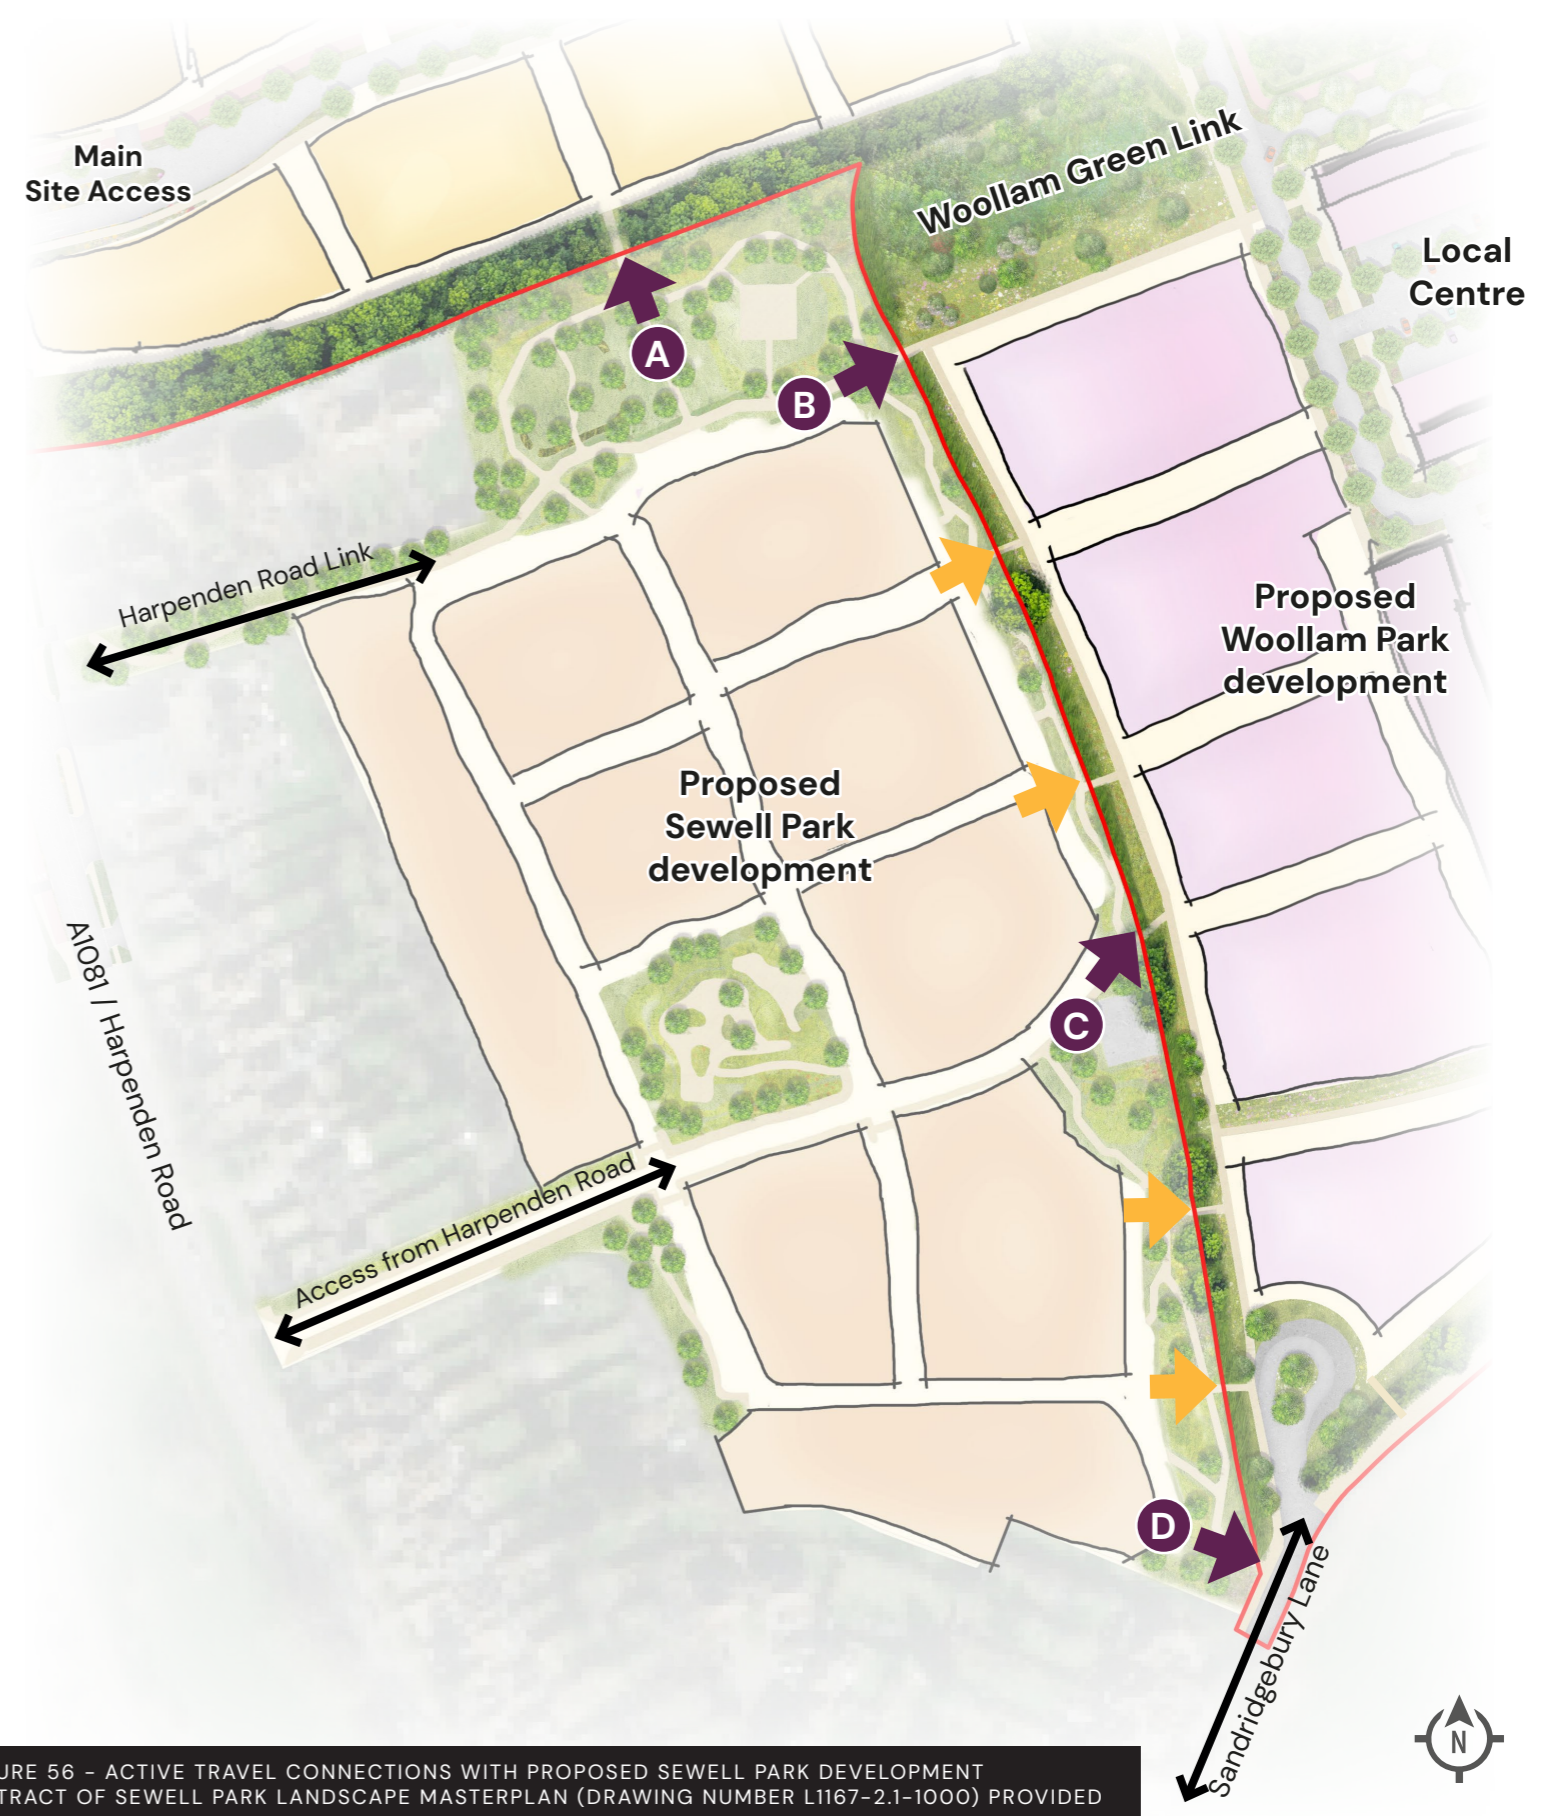 Main
Site Access
Woollam Green Link
Local
Centre
A
B
Harpenden Road Link
Proposed
Woollam Park
development
Proposed
Sewell Park
development
A1081 / Harpenden Road
C
Access from Harpenden Road
D
Sandridgebury Lane
N
URE 56 - ACTIVE TRAVEL CONNECTIONS WITH PROPOSED SEWELL PARK DEVELOPMENT
TRACT OF SEWELL PARK LANDSCAPE MASTERPLAN (DRAWING NUMBER L1167-2.1-1000) PROVIDED